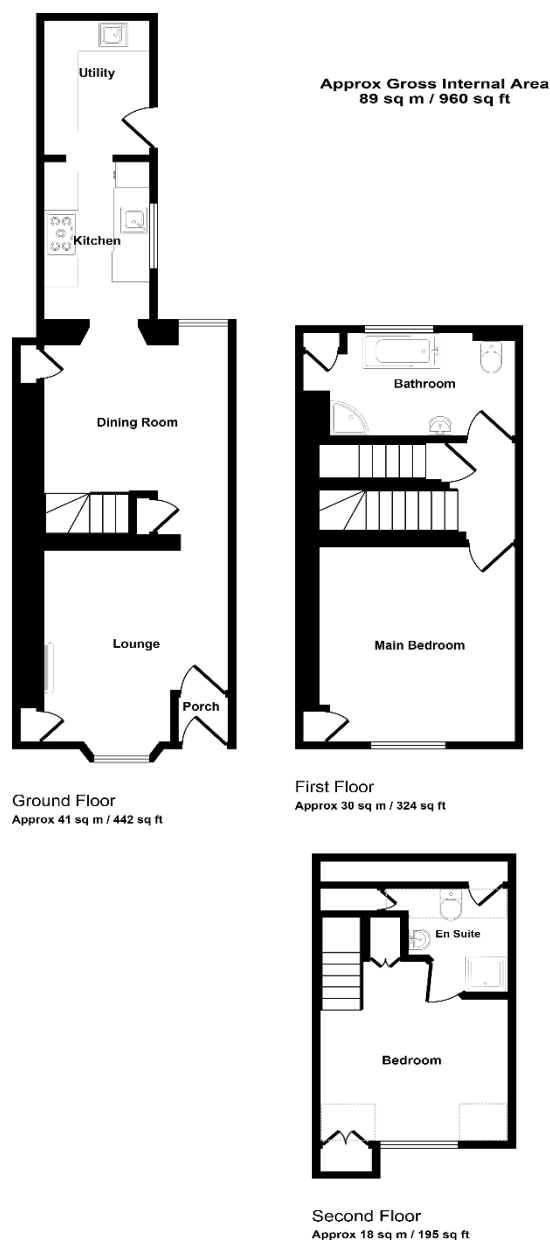 Utility
Approx Gross Internal Area
89 sq m / 960 sq ft
Kitchen
Dining Room
Lounge
Porch
Ground Floor
Approx 41 sq m / 442 sq ft
Bathroom
Main Bedroom
First Floor
Approx 30 sq m / 324 sq ft
En Suite
Bedroom
Second Floor
Approx 18 sq m / 195 sq ft